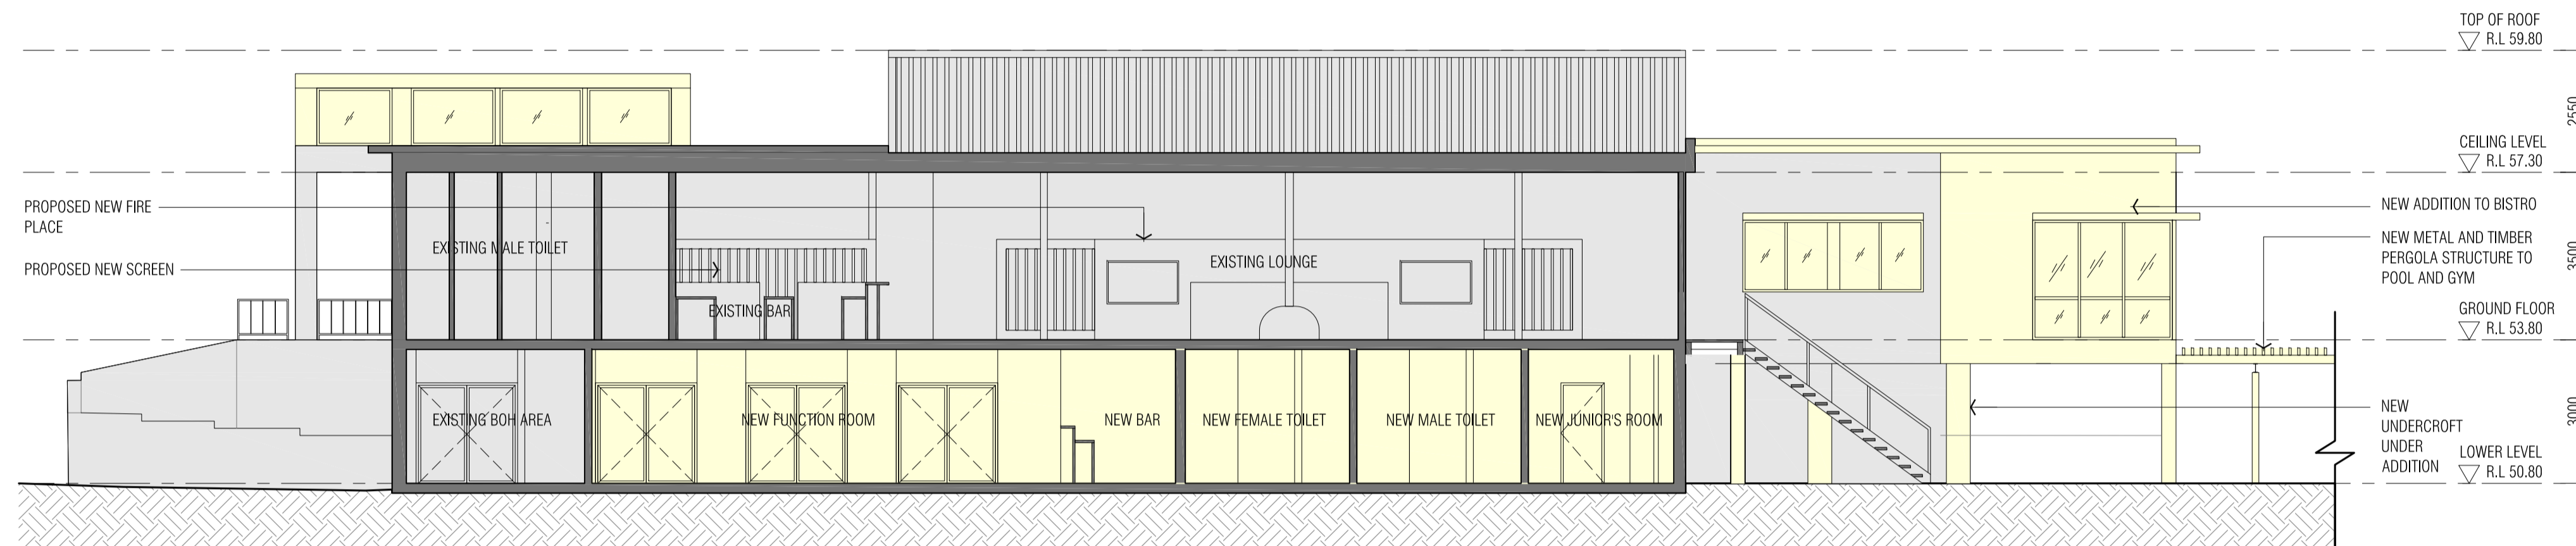 TOP OF ROOF
R.L 59.80
2550
CEILING LEVEL
R.L 57.30
PROPOSED NEW FIRE
PLACE
NEW ADDITION TO BISTRO
NEW METAL AND TIMBER
PERGOLA STRUCTURE TO
POOL AND GYM
EXISTING MALE TOILET
PROPOSED NEW SCREEN
EXISTING LOUNGE
3500
EXISTING BAR
GROUND FLOOR
R.L 53.80
EXISTING BOH AREA
NEW FUNCTION ROOM
NEW BAR
NEW FEMALE TOILET
NEW MALE TOILET
NEW JUNIOR'S ROOM
NEW
UNDERCROFT
UNDER
ADDITION
3000
LOWER LEVEL
R.L 50.80